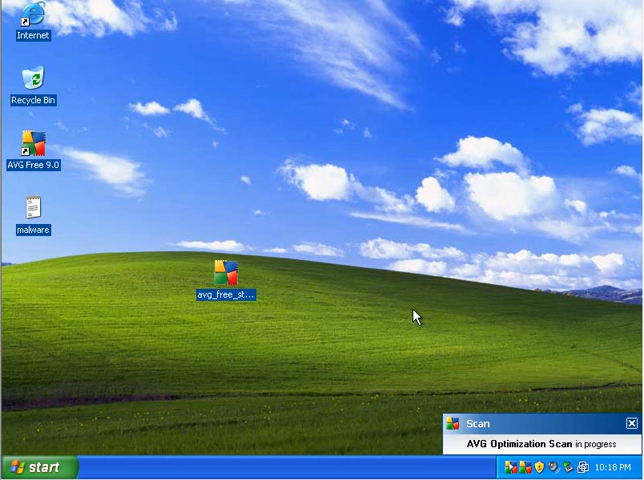 Internet
Recycle Bin
AVG Free 9.0
malware
avg_free_st...
Scan
AVG Optimization Scan in progress
start
10:18 PM